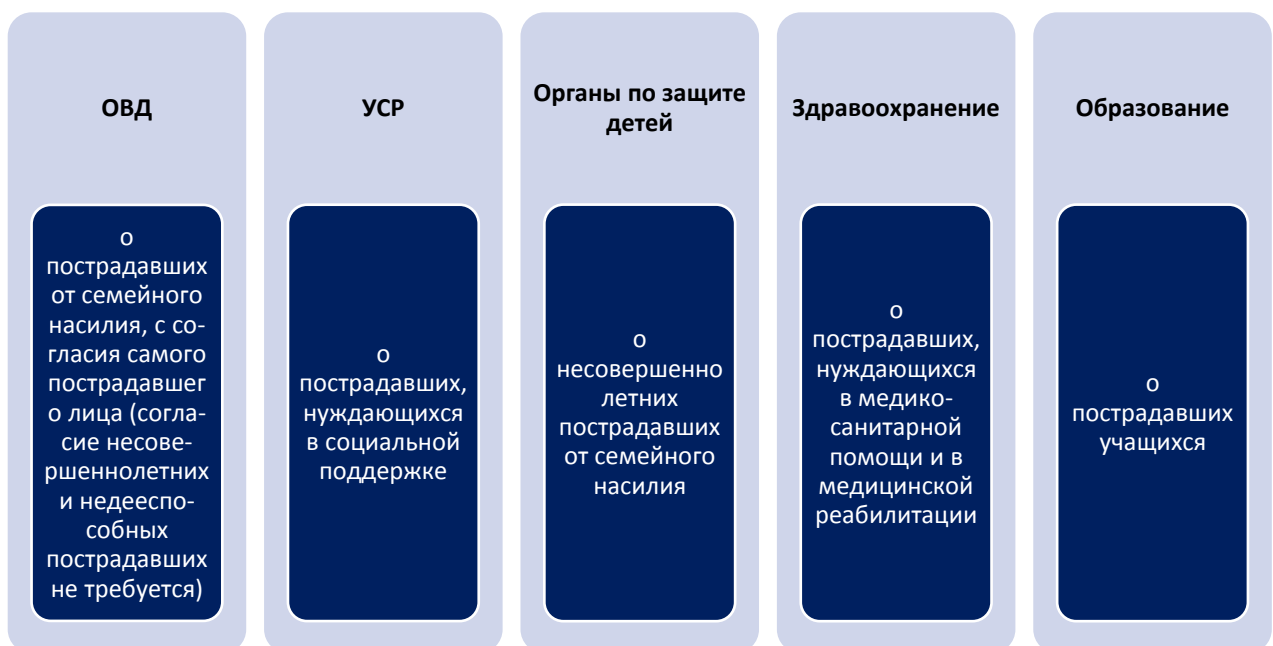 ОВД
о
пострадавших
от семейного
насилия, с со-
гласия самого
пострадавшег
о лица (согла-
сие несове-
ршеннолетних
и недееспо-
собных
пострадавших
не требуется)
УСР
о
пострадавших,
нуждающихся
в социальной
поддержке
Органы по защите
детей
о
несовершенно
летних
пострадавших
от семейного
насилия
Здравоохранение
о
пострадавших,
нуждающихся
в медико-
санитарной
помощи и в
медицинской
реабилитации
Образование
о
пострадавших
учащихся